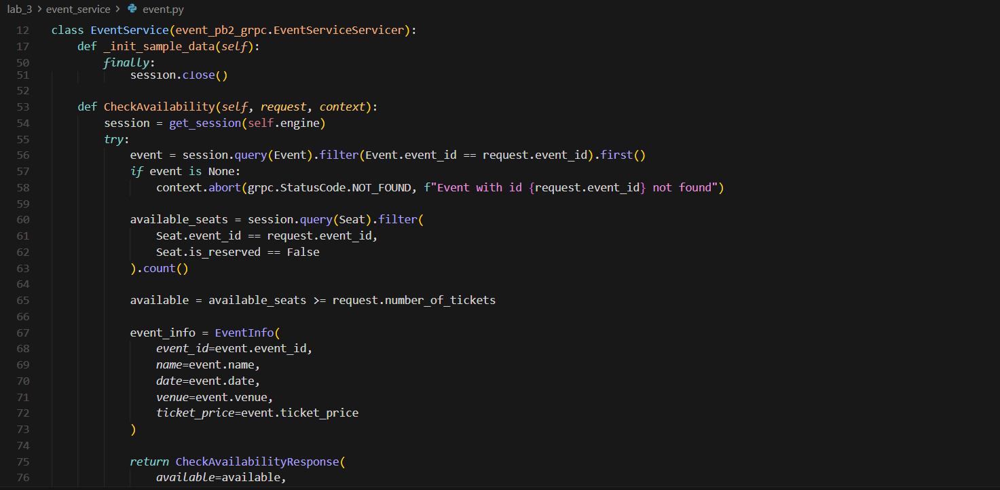 lab_3 > event_service > event.py
12 class EventService(event_pb2_grpc.EventServiceServicer):
17     def _init_sample_data(self):
50         finally:
51             session.close()
52
53     def CheckAvailability(self, request, context):
54         session = get_session(self.engine)
55         try:
56             event = session.query(Event).filter(Event.event_id == request.event_id).first()
57             if event is None:
58                 context.abort(grpc.StatusCode.NOT_FOUND, f"Event with id {request.event_id} not found")
59
60             available_seats = session.query(Seat).filter(
61                 Seat.event_id == request.event_id,
62                 Seat.is_reserved == False
63             ).count()
64
65             available = available_seats >= request.number_of_tickets
66
67             event_info = EventInfo(
68                 event_id=event.event_id,
69                 name=event.name,
70                 date=event.date,
71                 venue=event.venue,
72                 ticket_price=event.ticket_price
73             )
74
75             return CheckAvailabilityResponse(
76                 available=available,